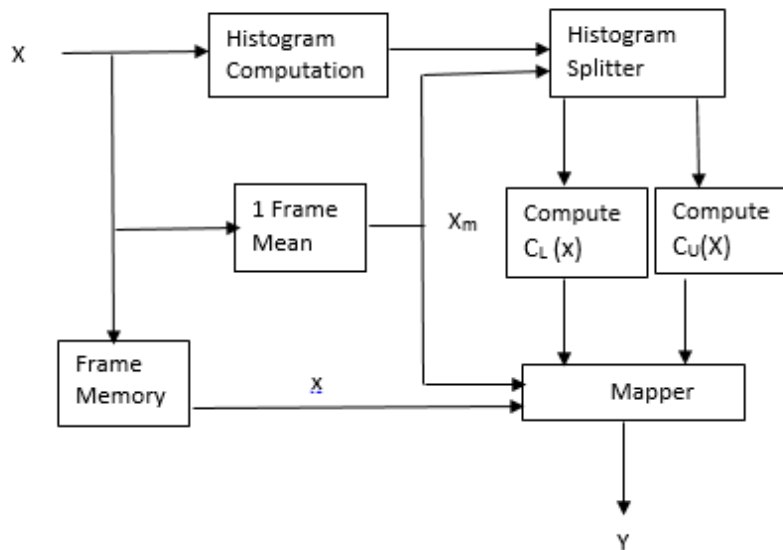 X
Histogram
Computation
Histogram
Splitter
1 Frame
Mean
Xm
Compute
CL (x)
Compute
CU(X)
Frame
Memory
x
Mapper
Y